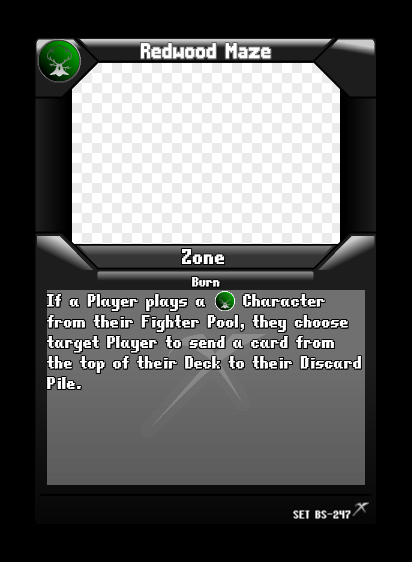 Redwood Maze
Zone
Burn
If a Player plays a Character
from their Fighter Pool, they choose
target Player to send a card from
the top of their Deck to their Discard
Pile.
SET BS-247